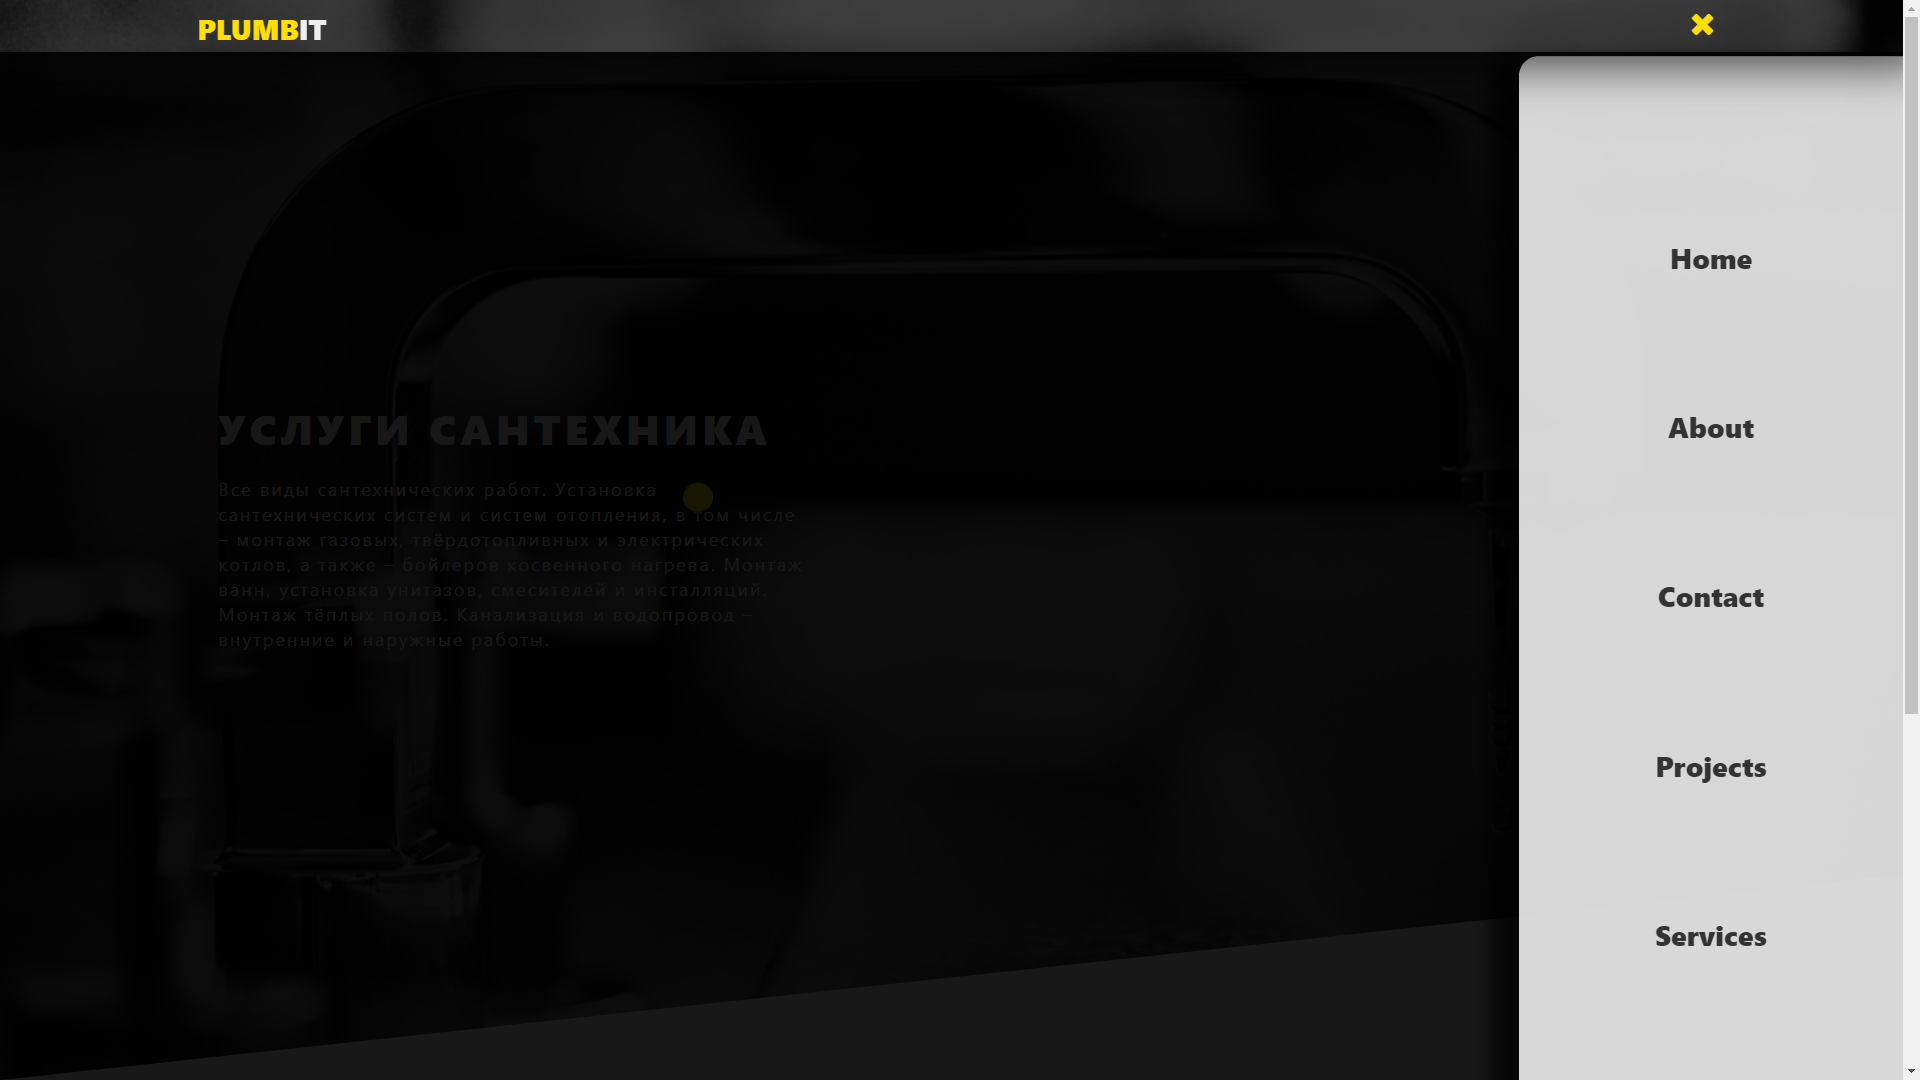 PLUMBIT
Home
About
УСЛУГИ САНТЕХНИКА
Все виды сантехнических работ. Установка
сантехнических систем и систем отопления, в том числе
– монтаж газовых, твёрдотопливных и электрических
котлов, а также – бойлеров косвенного нагрева. Монтаж
ванн, установка унитазов, смесителей и инсталляций.
Монтаж тёплых полов. Канализация и водопровод –
внутренние и наружные работы.
Contact
Projects
Services